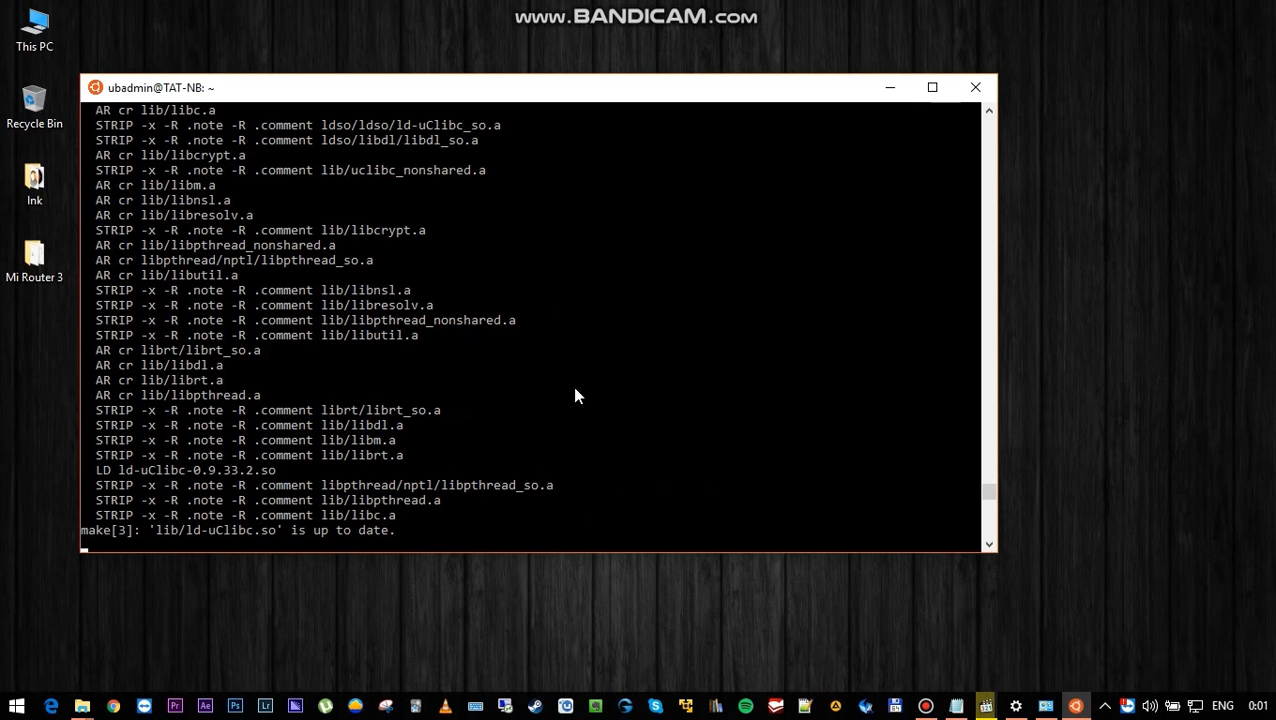 www.BANDICAM.com
This PC
Recycle Bin
Ink
Mi Router 3
ubadmin@TAT-NB: ~
AR cr lib/libc.a
STRIP -x -R .note -R .comment ldso/ldso/ld-uClibc_so.a
STRIP -x -R .note -R .comment ldso/libdl/libdl_so.a
AR cr lib/libcrypt.a
STRIP -x -R .note -R .comment lib/uclibc_nonshared.a
AR cr lib/libm.a
AR cr lib/libnsl.a
AR cr lib/libresolv.a
STRIP -x -R .note -R .comment lib/libcrypt.a
AR cr lib/libpthread_nonshared.a
AR cr libpthread/nptl/libpthread_so.a
AR cr lib/libutil.a
STRIP -x -R .note -R .comment lib/libnsl.a
STRIP -x -R .note -R .comment lib/libresolv.a
STRIP -x -R .note -R .comment lib/libpthread_nonshared.a
STRIP -x -R .note -R .comment lib/libutil.a
AR cr librt/librt_so.a
AR cr lib/libdl.a
AR cr lib/librt.a
AR cr lib/libpthread.a
STRIP -x -R .note -R .comment librt/librt_so.a
STRIP -x -R .note -R .comment lib/libdl.a
STRIP -x -R .note -R .comment lib/libm.a
STRIP -x -R .note -R .comment lib/librt.a
LD ld-uClibc-0.9.33.2.so
STRIP -x -R .note -R .comment libpthread/nptl/libpthread_so.a
STRIP -x -R .note -R .comment lib/libpthread.a
STRIP -x -R .note -R .comment lib/libc.a
make[3]: 'lib/ld-uClibc.so' is up to date.
Pr Ae Ps Lr ENG 0:01